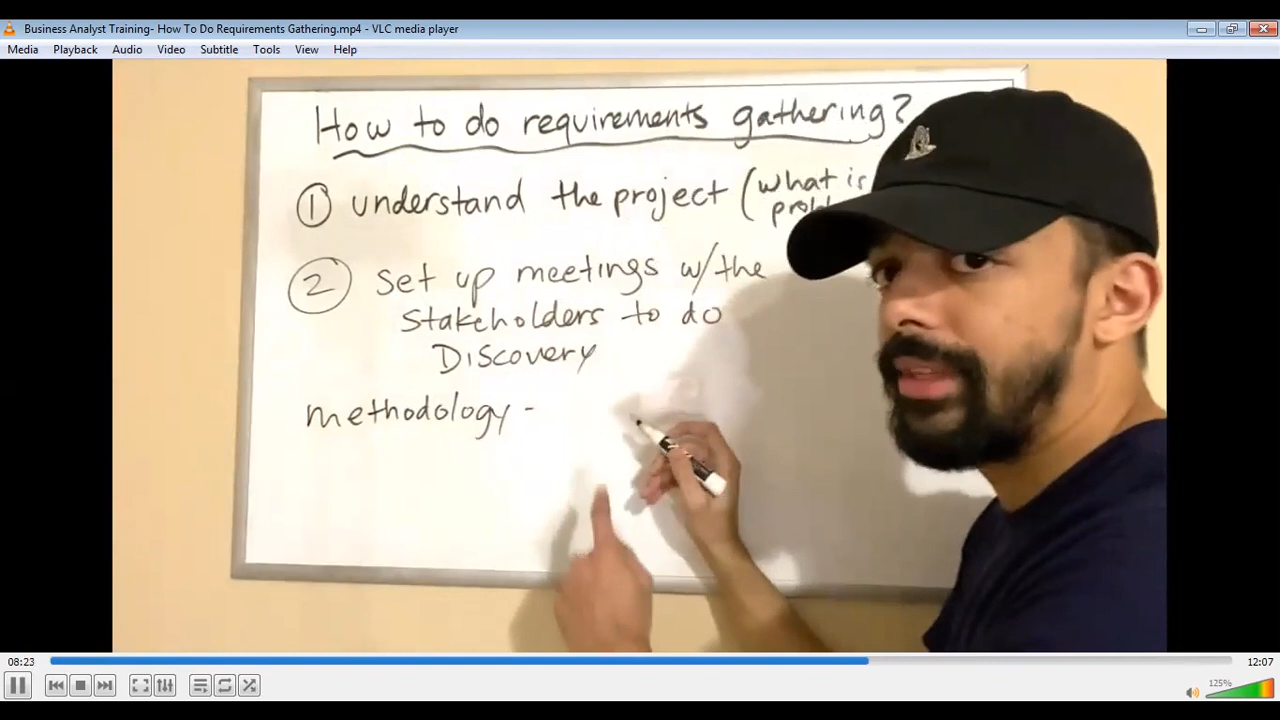 Business Analyst Training- How To Do Requirements Gathering.mp4 - VLC media player
Media Playback Audio Video Subtitle Tools View Help
How to do requirements gathering?
① understand the project (what is
② Set up meetings w/the
Stakeholders to do
Discovery
methodology -
08:23
12:07
125%